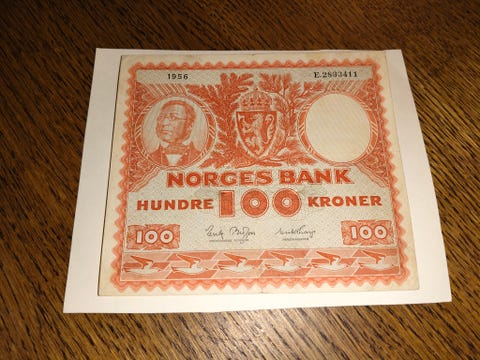 1956 E.2893411
NORGES BANK
HUNDRE 100 KRONER
100 100